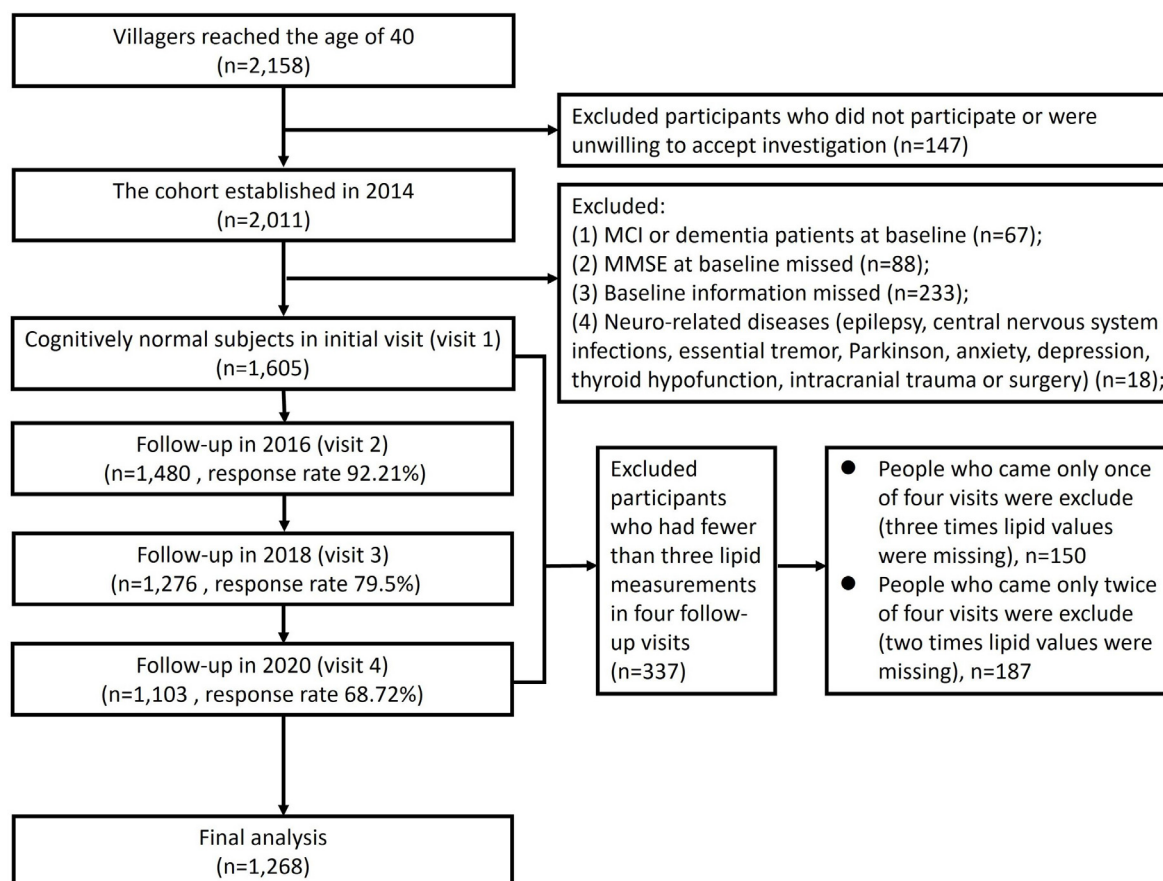 Villagers reached the age of 40
(n=2,158)
Excluded participants who did not participate or were
unwilling to accept investigation (n=147)
The cohort established in 2014
(n=2,011)
Excluded:
(1) MCI or dementia patients at baseline (n=67);
(2) MMSE at baseline missed (n=88);
(3) Baseline information missed (n=233);
(4) Neuro-related diseases (epilepsy, central nervous system
infections, essential tremor, Parkinson, anxiety, depression,
thyroid hypofunction, intracranial trauma or surgery) (n=18);
Cognitively normal subjects in initial visit (visit 1)
(n=1,605)
Follow-up in 2016 (visit 2)
(n=1,480 , response rate 92.21%)
Follow-up in 2018 (visit 3)
(n=1,276 , response rate 79.5%)
Follow-up in 2020 (visit 4)
(n=1,103 , response rate 68.72%)
Excluded
participants
who had fewer
than three lipid
measurements
in four follow-
up visits
(n=337)
● People who came only once
of four visits were exclude
(three times lipid values
were missing), n=150
● People who came only twice
of four visits were exclude
(two times lipid values were
missing), n=187
Final analysis
(n=1,268)